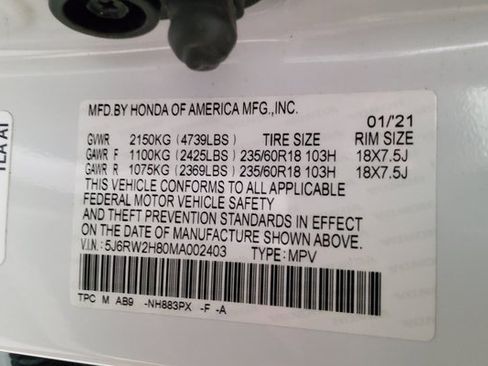 MFD.BY HONDA OF AMERICA MFG.,INC.
01/'21
GVWR 2150KG (4739LBS) TIRE SIZE RIM SIZE
GAWR F 1100KG (2425LBS) 235/60R18 103H 18X7.5J
GAWR R 1075KG (2369LBS) 235/60R18 103H 18X7.5J
THIS VEHICLE CONFORMS TO ALL APPLICABLE
FEDERAL MOTOR VEHICLE SAFETY
AND THEFT PREVENTION STANDARDS IN EFFECT
ON THE DATE OF MANUFACTURE SHOWN ABOVE.
V.I.N: 5J6RW2H80MA002403 TYPE: MPV
TPC M AB9 -NH883PX -F -A